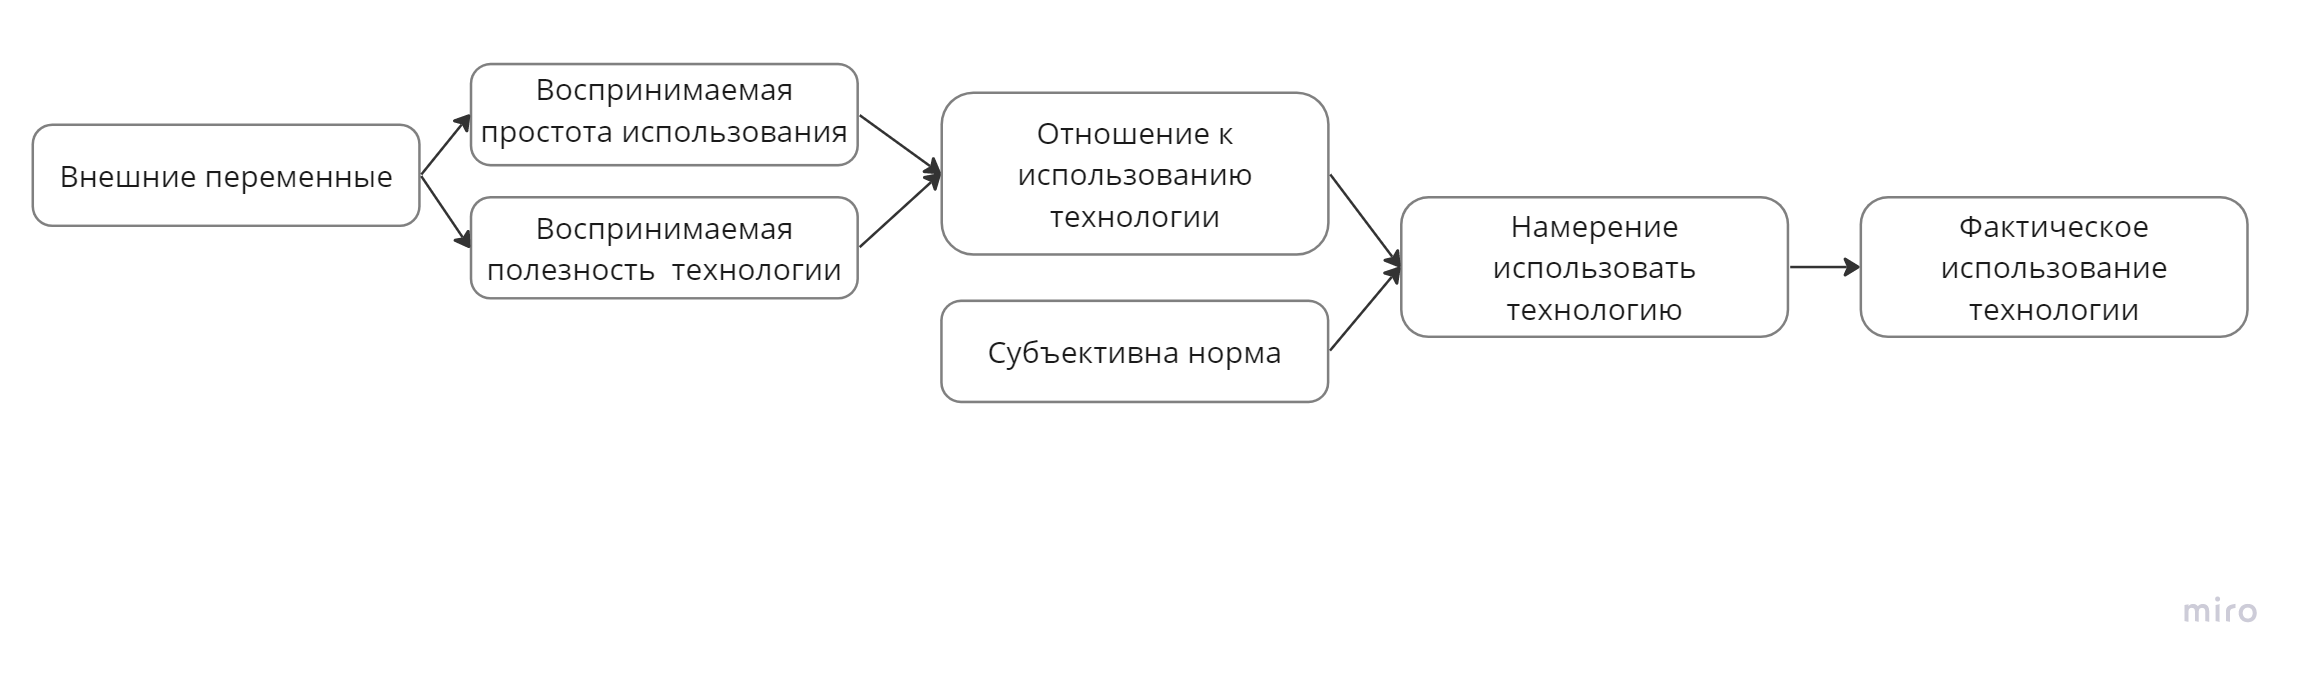 Внешние переменные
Воспринимаемая
простота использования
Воспринимаемая
полезность  технологии
Отношение к
использованию
технологии
Субъективна норма
Намерение
использовать
технологию
Фактическое
использование
технологии
miro